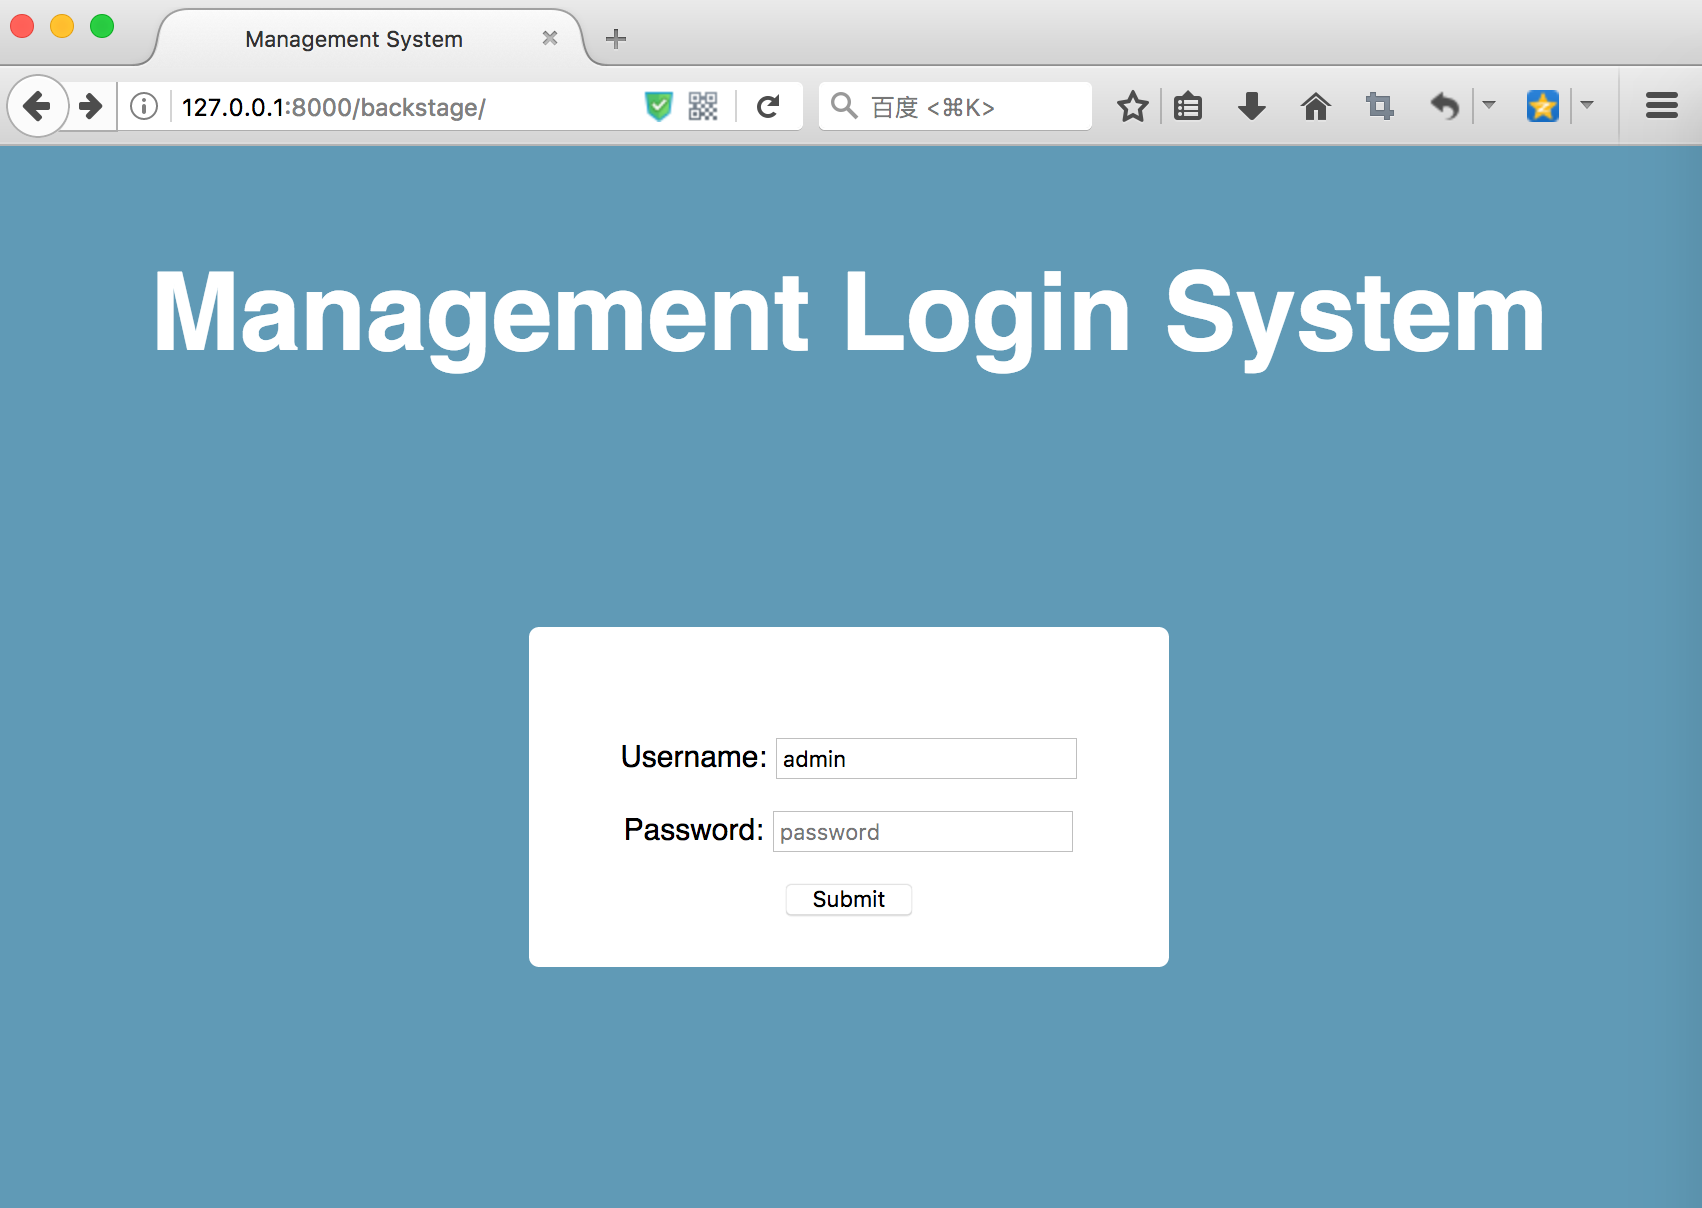 Management System
127.0.0.1:8000/backstage/
百度 <⌘K>
Management Login System
Username: admin
Password: password
Submit